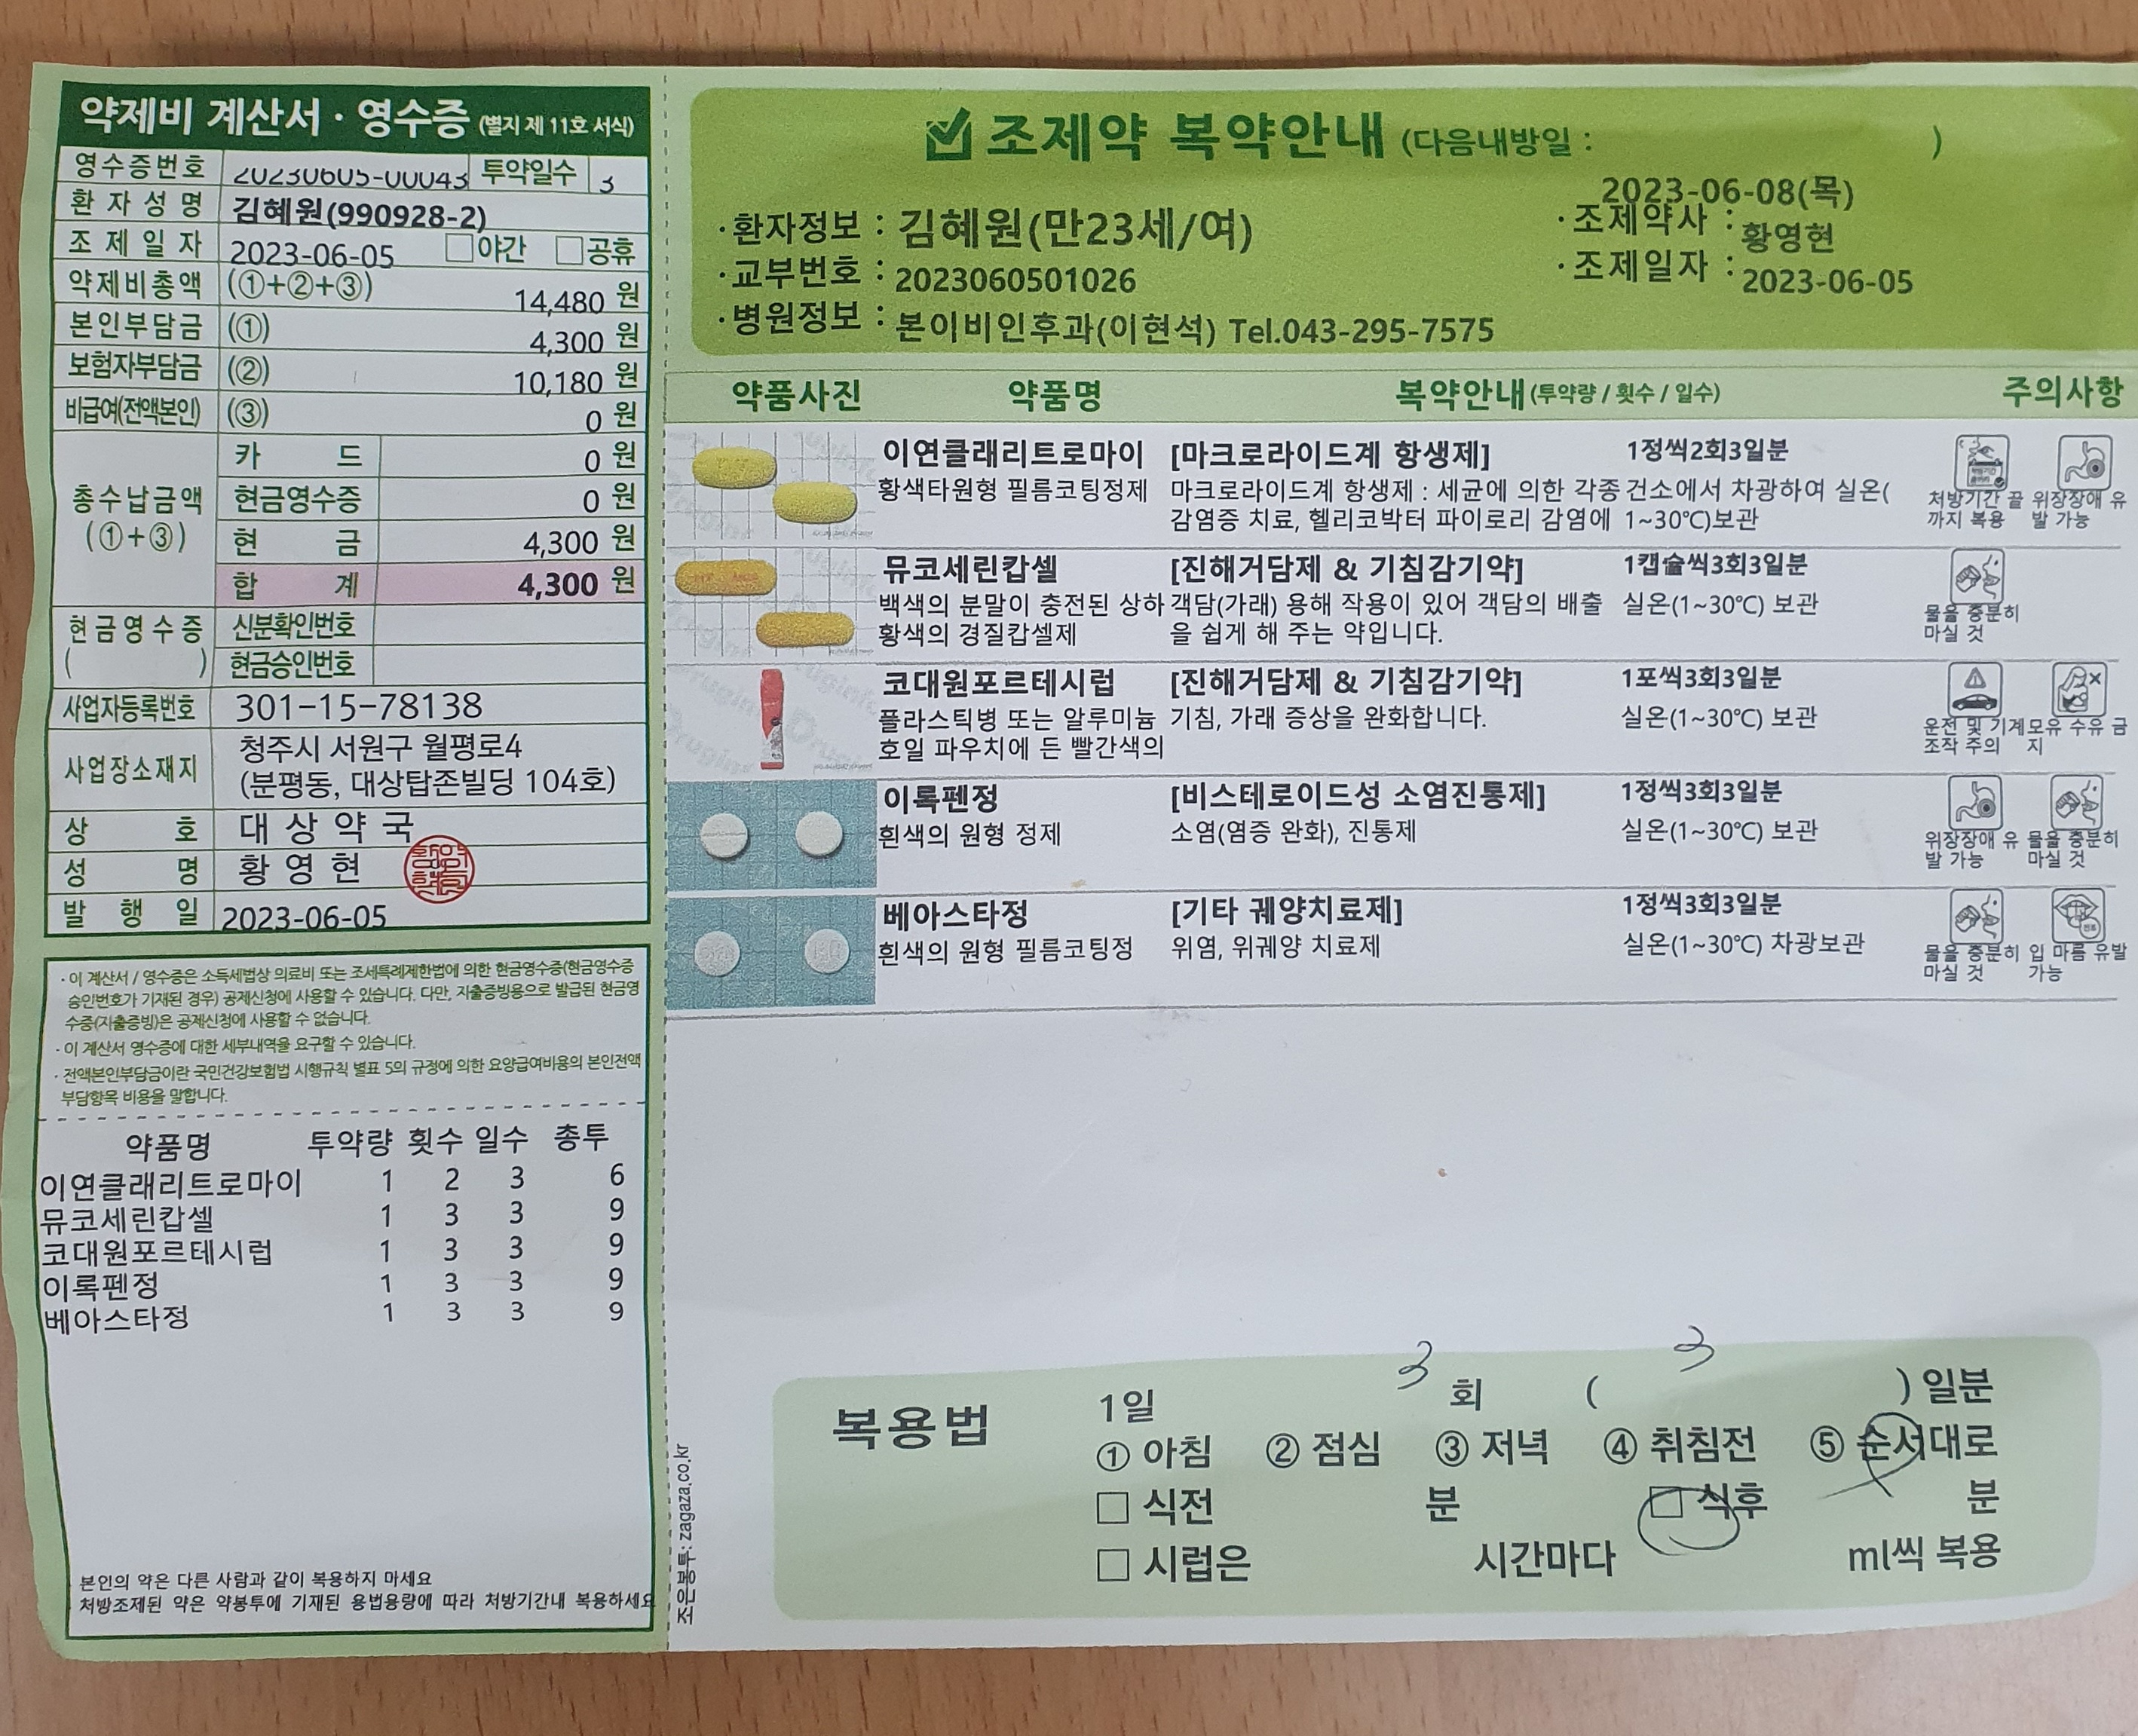 약제비 계산서 · 영수증 (별지 제 11호 서식)
영수증번호 20230605-00043 투약일수 3
환자성명 김혜원(990928-2)
조제일자 2023-06-05 □야간 □공휴
약제비총액 (①+②+③) 14,480 원
본인부담금 (①) 4,300 원
보험자부담금 (②) 10,180 원
비급여(전액본인) (③) 0 원
총수납금액 (①+③)
카 드 0 원
현금영수증 0 원
현 금 4,300 원
합 계 4,300 원
현금영수증 ( )
신분확인번호
현금승인번호
사업자등록번호 301-15-78138
사업장소재지 청주시 서원구 월평로4
(분평동, 대상탑존빌딩 104호)
상 호 대 상 약 국
성 명 황 영 현
발 행 일 2023-06-05
· 이 계산서 / 영수증은 소득세법상 의료비 또는 조세특례제한법에 의한 현금영수증(현금영수증
승인번호가 기재된 경우) 공제신청에 사용할 수 있습니다. 다만, 지출증빙용으로 발급된 현금영
수증(지출증빙)은 공제신청에 사용할 수 없습니다.
· 이 계산서 영수증에 대한 세부내역을 요구할 수 있습니다.
· 전액본인부담금이란 국민건강보험법 시행규칙 별표 5의 규정에 의한 요양급여비용의 본인전액
부담항목 비용을 말합니다.
약품명 투약량 횟수 일수 총투
이연클래리트로마이 1 2 3 6
뮤코세린캅셀 1 3 3 9
코대원포르테시럽 1 3 3 9
이록펜정 1 3 3 9
베아스타정 1 3 3 9
본인의 약은 다른 사람과 같이 복용하지 마세요
처방조제된 약은 약봉투에 기재된 용법용량에 따라 처방기간내 복용하세요
조은봉투: zagaza.co.kr
조제약 복약안내 (다음내방일 : )
2023-06-08(목)
· 환자정보 : 김혜원(만23세/여)
· 조제약사 : 황영현
· 교부번호 : 2023060501026
· 조제일자 : 2023-06-05
· 병원정보 : 본이비인후과(이현석) Tel.043-295-7575
약품사진 약품명 복약안내 (투약량 / 횟수 / 일수) 주의사항
이연클래리트로마이 [마크로라이드계 항생제] 1정씩2회3일분
황색타원형 필름코팅정제 마크로라이드계 항생제 : 세균에 의한 각종 건소에서 차광하여 실온(
감염증 치료, 헬리코박터 파이로리 감염에 1~30℃)보관
처방기간 끝까지 복용
위장장애 유발 가능
뮤코세린캅셀 [진해거담제 & 기침감기약] 1캡슐씩3회3일분
백색의 분말이 충전된 상하 객담(가래) 용해 작용이 있어 객담의 배출 실온(1~30℃) 보관
황색의 경질캅셀제 을 쉽게 해 주는 약입니다.
물을 충분히 마실 것
코대원포르테시럽 [진해거담제 & 기침감기약] 1포씩3회3일분
플라스틱병 또는 알루미늄 기침, 가래 증상을 완화합니다. 실온(1~30℃) 보관
호일 파우치에 든 빨간색의
운전 및 기계조작 주의
모유 수유 금지
이록펜정 [비스테로이드성 소염진통제] 1정씩3회3일분
흰색의 원형 정제 소염(염증 완화), 진통제 실온(1~30℃) 보관
위장장애 유발 가능
물을 충분히 마실 것
베아스타정 [기타 궤양치료제] 1정씩3회3일분
흰색의 원형 필름코팅정 위염, 위궤양 치료제 실온(1~30℃) 차광보관
물을 충분히 마실 것
입 마름 유발 가능
복용법 1일 3 회 ( 3 ) 일분
① 아침 ② 점심 ③ 저녁 ④ 취침전 ⑤ 순서대로
□ 식전 분 □ 식후 분
□ 시럽은 시간마다 ml씩 복용